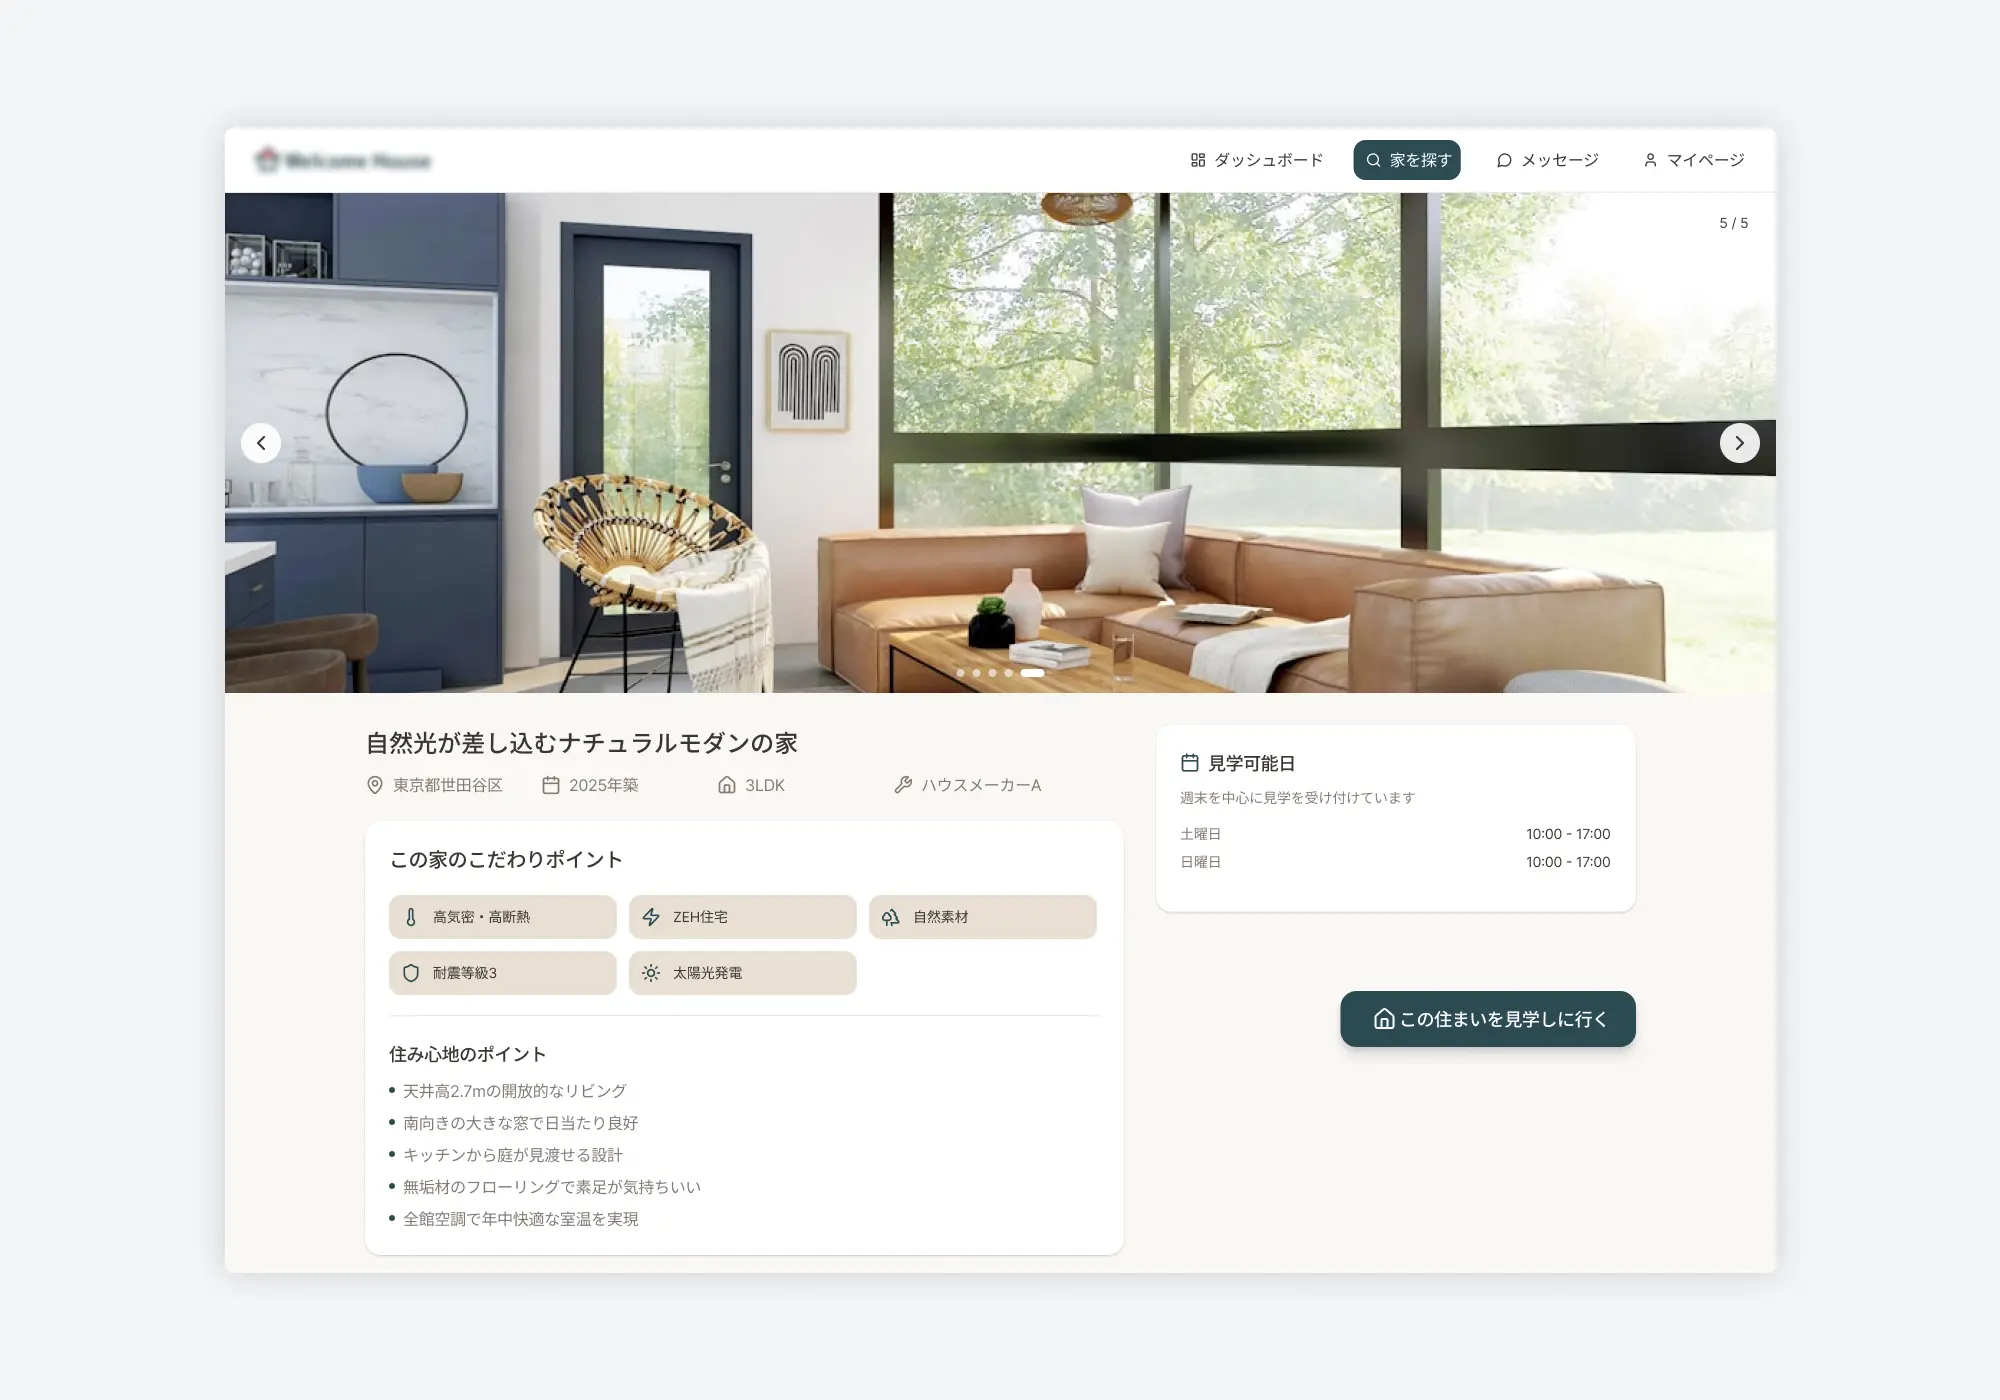 Welcome House
ダッシュボード
家を探す
メッセージ
マイページ
5 / 5
自然光が差し込むナチュラルモダンの家
東京都世田谷区
2025年築
3LDK
ハウスメーカーA
この家のこだわりポイント
高気密・高断熱
ZEH住宅
自然素材
耐震等級3
太陽光発電
住み心地のポイント
天井高2.7mの開放的なリビング
南向きの大きな窓で日当たり良好
キッチンから庭が見渡せる設計
無垢材のフローリングで素足が気持ちいい
全館空調で年中快適な室温を実現
見学可能日
週末を中心に見学を受け付けています
土曜日 10:00 - 17:00
日曜日 10:00 - 17:00
この住まいを見学しに行く